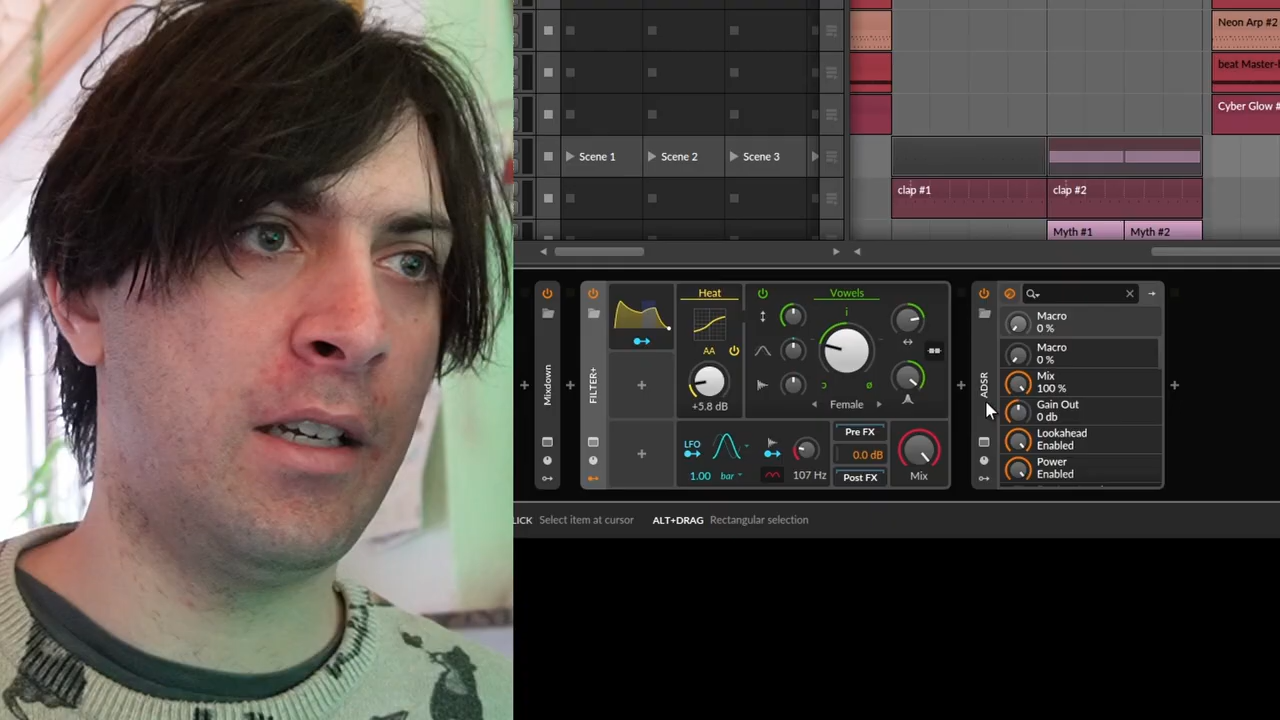 Neon Arp #2
beat Master-
Cyber Glow #
Scene 1
Scene 2
Scene 3
clap #1
clap #2
Myth #1
Myth #2
Mixdown
FILTER+
Heat
AA
+5.8 dB
Vowels
i
Female
LFO
1.00
bar
107 Hz
Pre FX
0.0 dB
Post FX
Mix
ADSR
Macro
0 %
Macro
0 %
Mix
100 %
Gain Out
0 db
Lookahead
Enabled
Power
Enabled
LICK Select item at cursor ALT+DRAG Rectangular selection